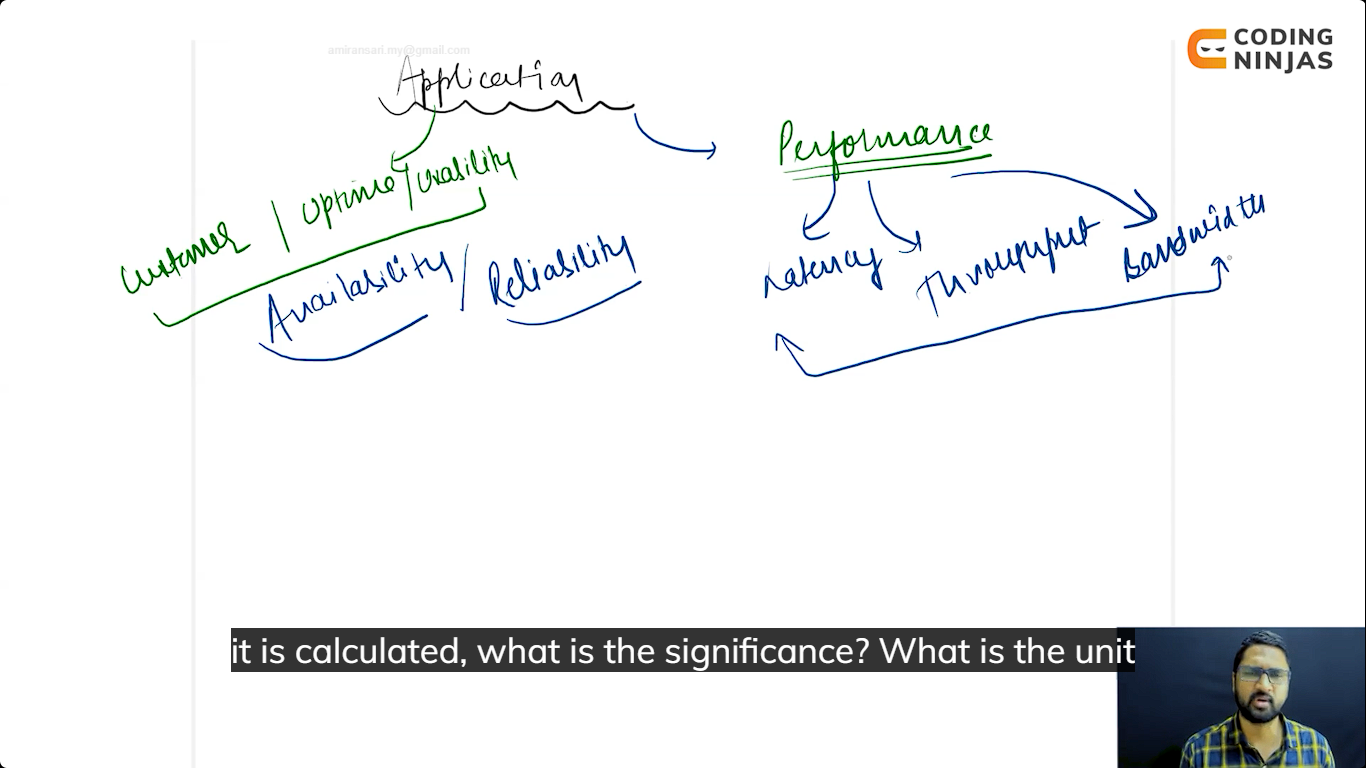 amiransari.my@gmail.com
CODING
NINJAS
Application
Performance
Customer / Uptime / Usability
Availability / Reliability
Latency
Throughput
Bandwidth
it is calculated, what is the significance? What is the unit